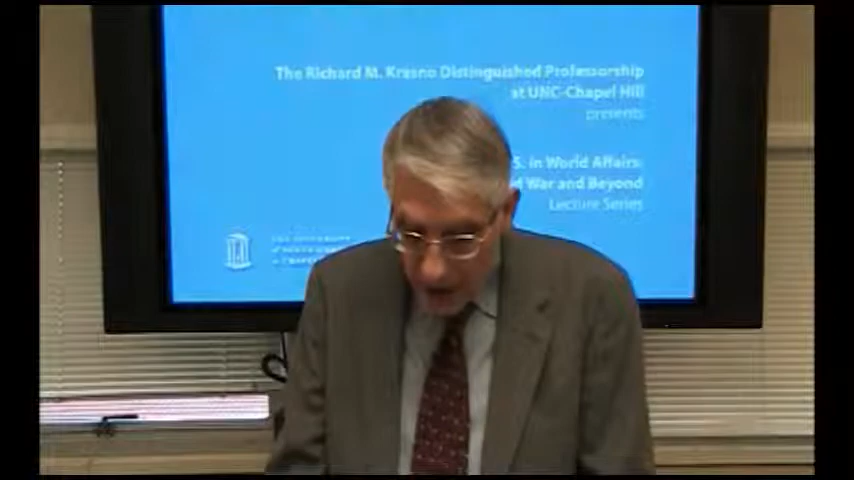 The Richard M. Krasno Distinguished Professorship
at UNC-Chapel Hill
presents
S. in World Affairs:
War and Beyond
Lecture Series